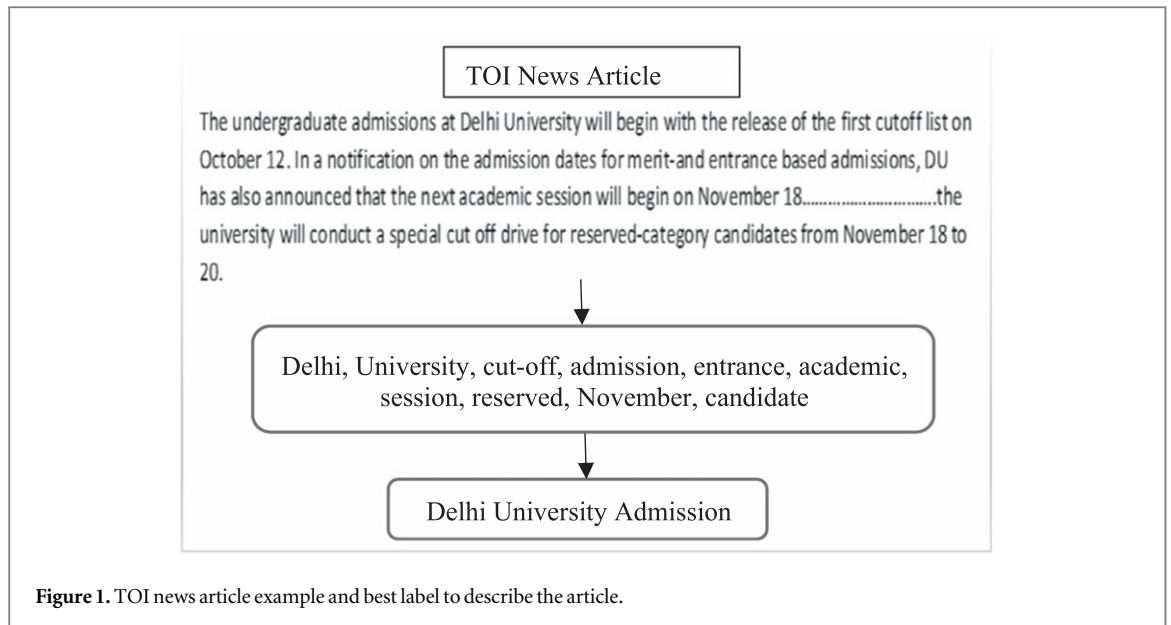 TOI News Article
The undergraduate admissions at Delhi University will begin with the release of the first cutoff list on
October 12. In a notification on the admission dates for merit-and entrance based admissions, DU
has also announced that the next academic session will begin on November 18..................................the
university will conduct a special cut off drive for reserved-category candidates from November 18 to
20.
Delhi, University, cut-off, admission, entrance, academic,
session, reserved, November, candidate
Delhi University Admission
Figure 1. TOI news article example and best label to describe the article.